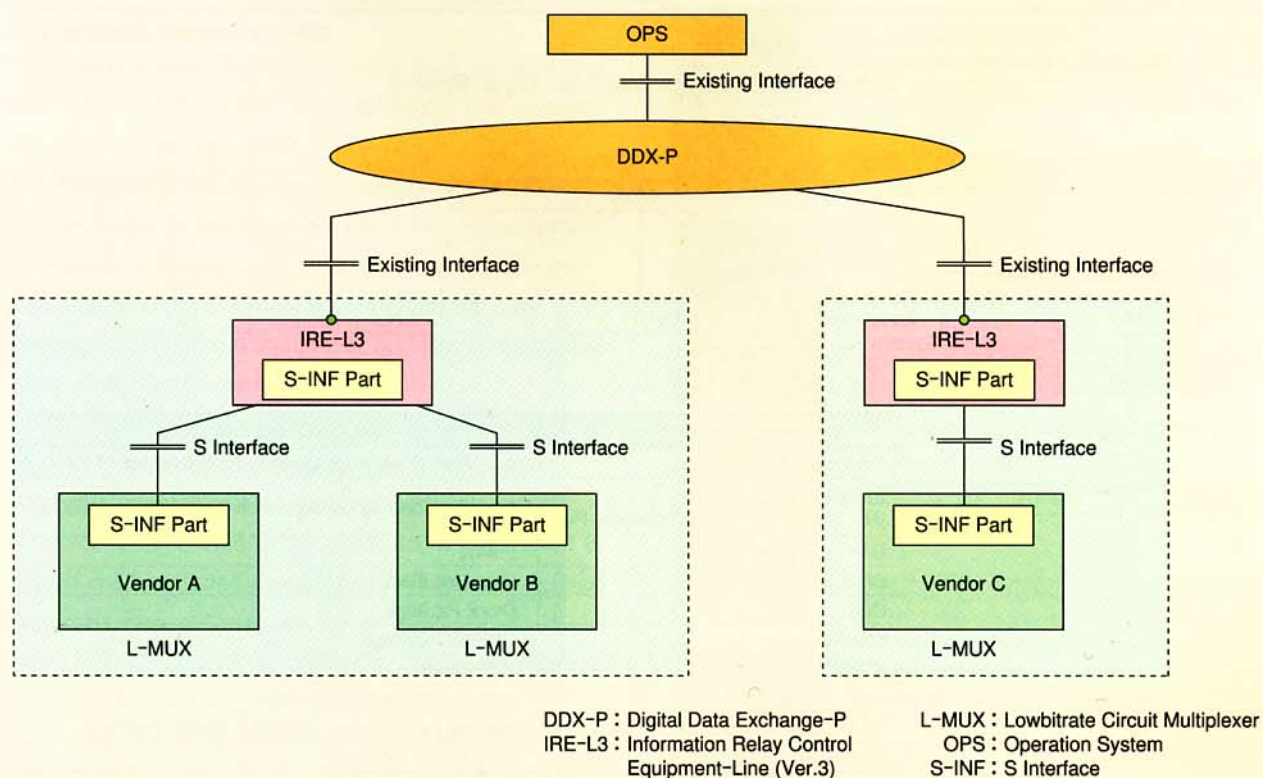 OPS
Existing Interface
DDX-P
Existing Interface
Existing Interface
IRE-L3
S-INF Part
IRE-L3
S-INF Part
S Interface
S Interface
S Interface
S-INF Part
Vendor A
L-MUX
S-INF Part
Vendor B
S-INF Part
Vendor C
L-MUX
L-MUX
DDX-P : Digital Data Exchange-P
IRE-L3 : Information Relay Control
Equipment-Line (Ver.3)
L-MUX : Lowbitrate Circuit Multiplexer
OPS : Operation System
S-INF : S Interface